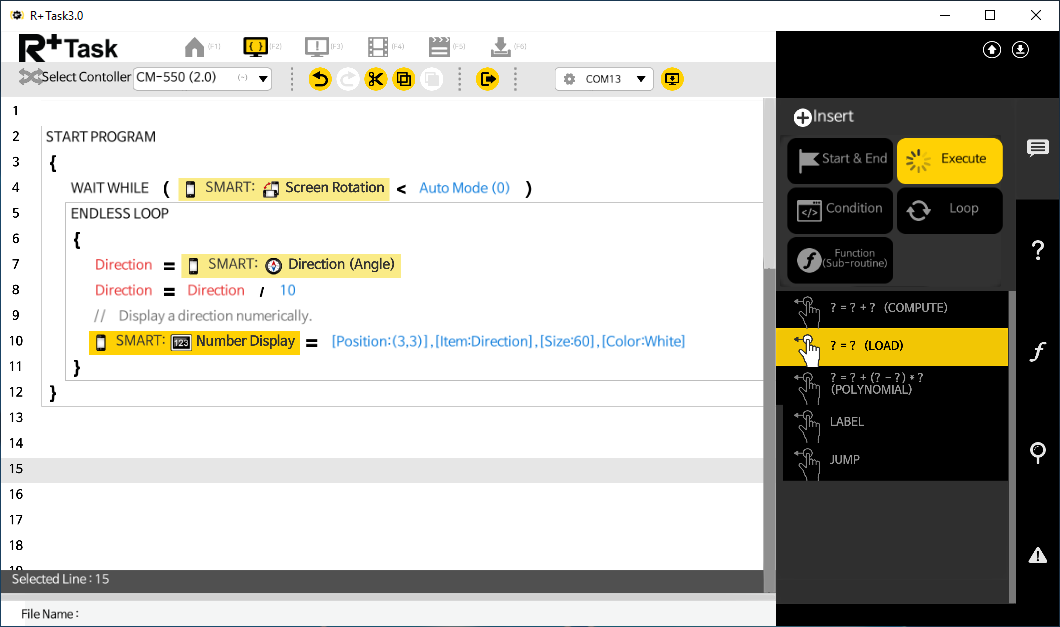 R+ Task3.0
R+Task
(F1) (F2) (F3) (F4) (F5) (F6)
Select Contoller CM-550 (2.0) (-) COM13
1
2 START PROGRAM
3 {
4 WAIT WHILE ( SMART: Screen Rotation < Auto Mode (0) )
5 ENDLESS LOOP
6 {
7 Direction = SMART: Direction (Angle)
8 Direction = Direction / 10
9 // Display a direction numerically.
10 SMART: 123 Number Display = [Position:(3,3)],[Item:Direction],[Size:60],[Color:White]
11 }
12 }
13
14
15
16
17
18
19
Selected Line : 15
File Name :
Insert
Start & End
Execute
Condition
Loop
Function
(Sub-routine)
? = ? + ? (COMPUTE)
? = ? (LOAD)
? = ? + (? - ?) * ?
(POLYNOMIAL)
LABEL
JUMP